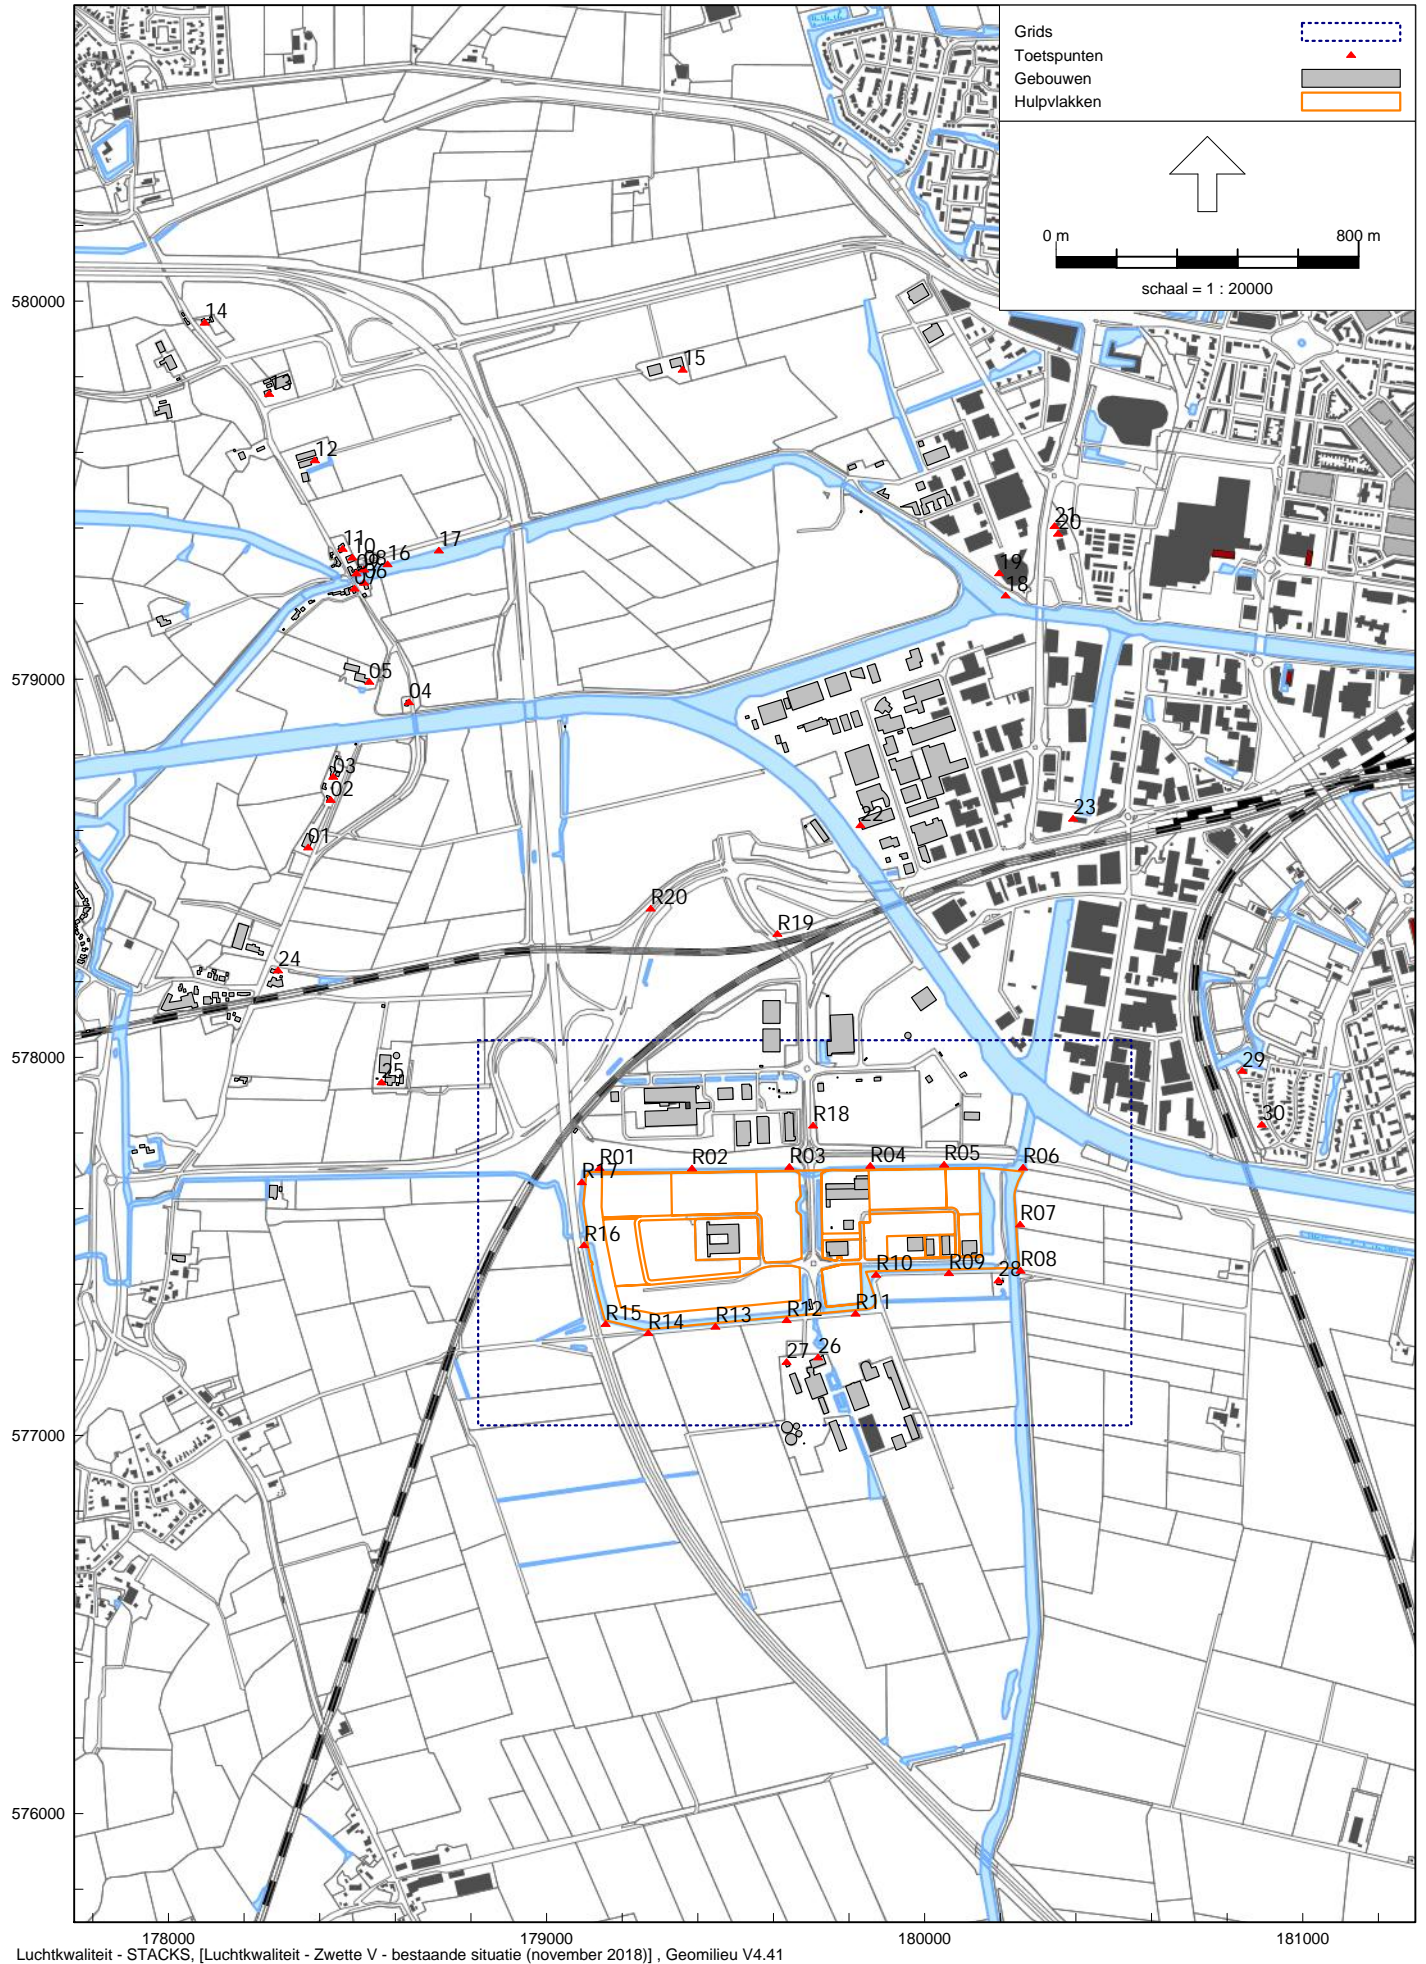 Grids
Toetspunten
Gebouwen
Hulpvlakken
0 m 800 m
schaal = 1 : 20000
580000
14
15
13
12
21
20
11
10
16
17
09
08
06
19
18
05
04
579000
03
02
01
22
23
R20
R19
24
578000
25
29
30
R18
R01
R02
R03
R04
R05
R06
R17
R07
R16
R10
R09
R08
28
R15
R14
R13
R12
R11
27
26
577000
576000
178000 179000 180000 181000
Luchtkwaliteit - STACKS, [Luchtkwaliteit - Zwette V - bestaande situatie (november 2018)] , Geomilieu V4.41